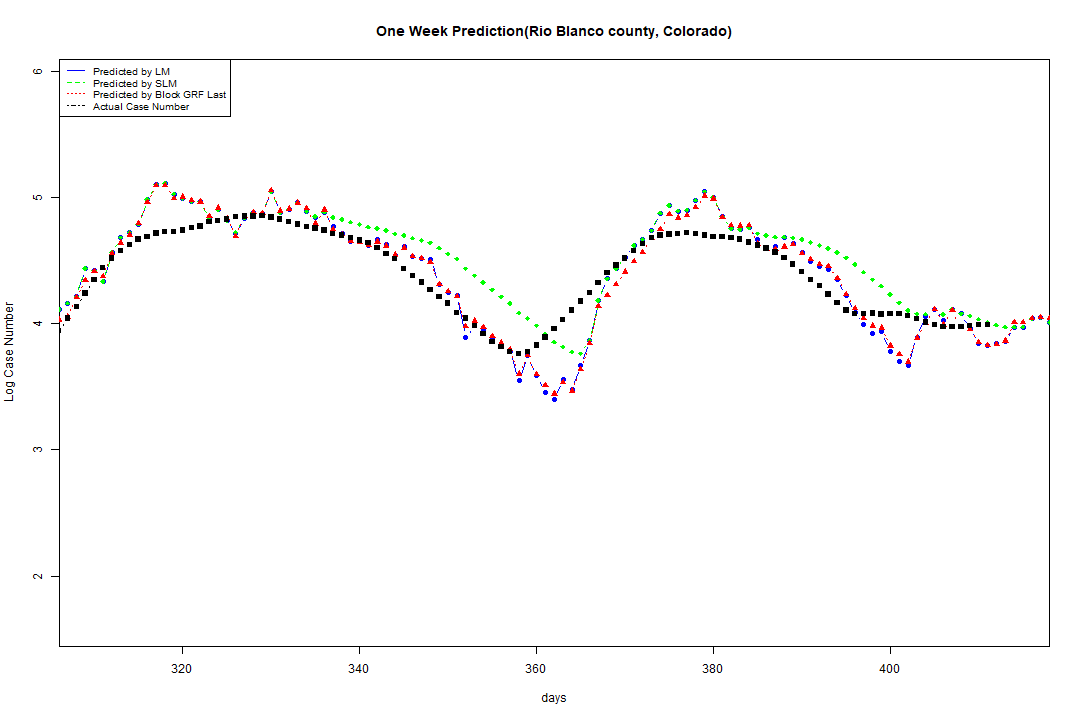 One Week Prediction(Rio Blanco county, Colorado)
Predicted by LM
Predicted by SLM
Predicted by Block GRF Last
Actual Case Number
6
5
4
3
2
Log Case Number
320 340 360 380 400
days